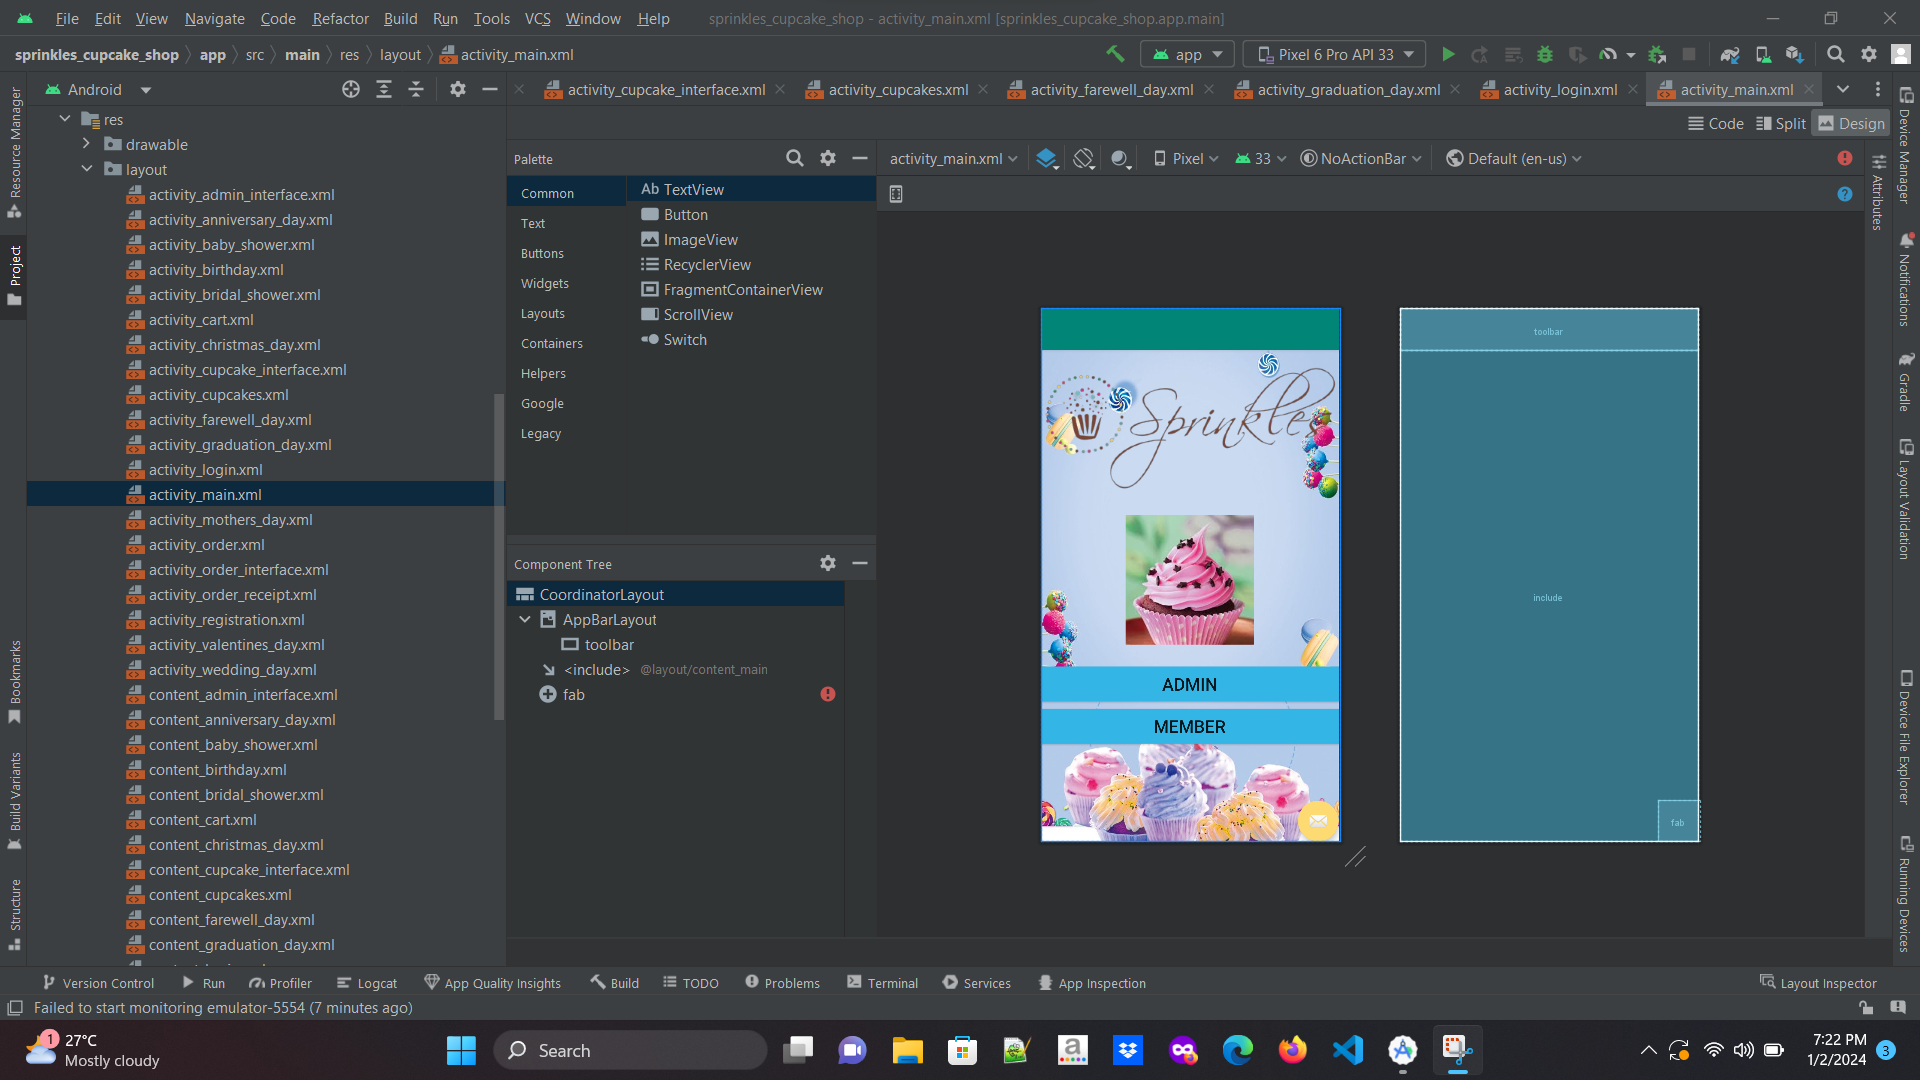 File Edit View Navigate Code Refactor Build Run Tools VCS Window Help sprinkles_cupcake_shop - activity_main.xml [sprinkles_cupcake_shop.app.main]
sprinkles_cupcake_shop app src main res layout activity_main.xml app Pixel 6 Pro API 33
Android
activity_cupcake_interface.xml activity_cupcakes.xml activity_farewell_day.xml activity_graduation_day.xml activity_login.xml activity_main.xml
Code Split Design
Resource Manager
Project
Bookmarks
Build Variants
Structure
res
drawable
layout
activity_admin_interface.xml
activity_anniversary_day.xml
activity_baby_shower.xml
activity_birthday.xml
activity_bridal_shower.xml
activity_cart.xml
activity_christmas_day.xml
activity_cupcake_interface.xml
activity_cupcakes.xml
activity_farewell_day.xml
activity_graduation_day.xml
activity_login.xml
activity_main.xml
activity_mothers_day.xml
activity_order.xml
activity_order_interface.xml
activity_order_receipt.xml
activity_registration.xml
activity_valentines_day.xml
activity_wedding_day.xml
content_admin_interface.xml
content_anniversary_day.xml
content_baby_shower.xml
content_birthday.xml
content_bridal_shower.xml
content_cart.xml
content_christmas_day.xml
content_cupcake_interface.xml
content_cupcakes.xml
content_farewell_day.xml
content_graduation_day.xml
Palette
Common
Text
Buttons
Widgets
Layouts
Containers
Helpers
Google
Legacy
Ab TextView
Button
ImageView
RecyclerView
FragmentContainerView
ScrollView
Switch
Component Tree
CoordinatorLayout
AppBarLayout
toolbar
<include> @layout/content_main
fab
activity_main.xml Pixel 33 NoActionBar Default (en-us)
Sprinkles
ADMIN
MEMBER
toolbar
include
fab
Attributes
Device Manager
Notifications
Gradle
Layout Validation
Device File Explorer
Running Devices
Version Control Run Profiler Logcat App Quality Insights Build TODO Problems Terminal Services App Inspection Layout Inspector
Failed to start monitoring emulator-5554 (7 minutes ago)
1
27°C
Mostly cloudy
Search
a
7:22 PM
1/2/2024
3